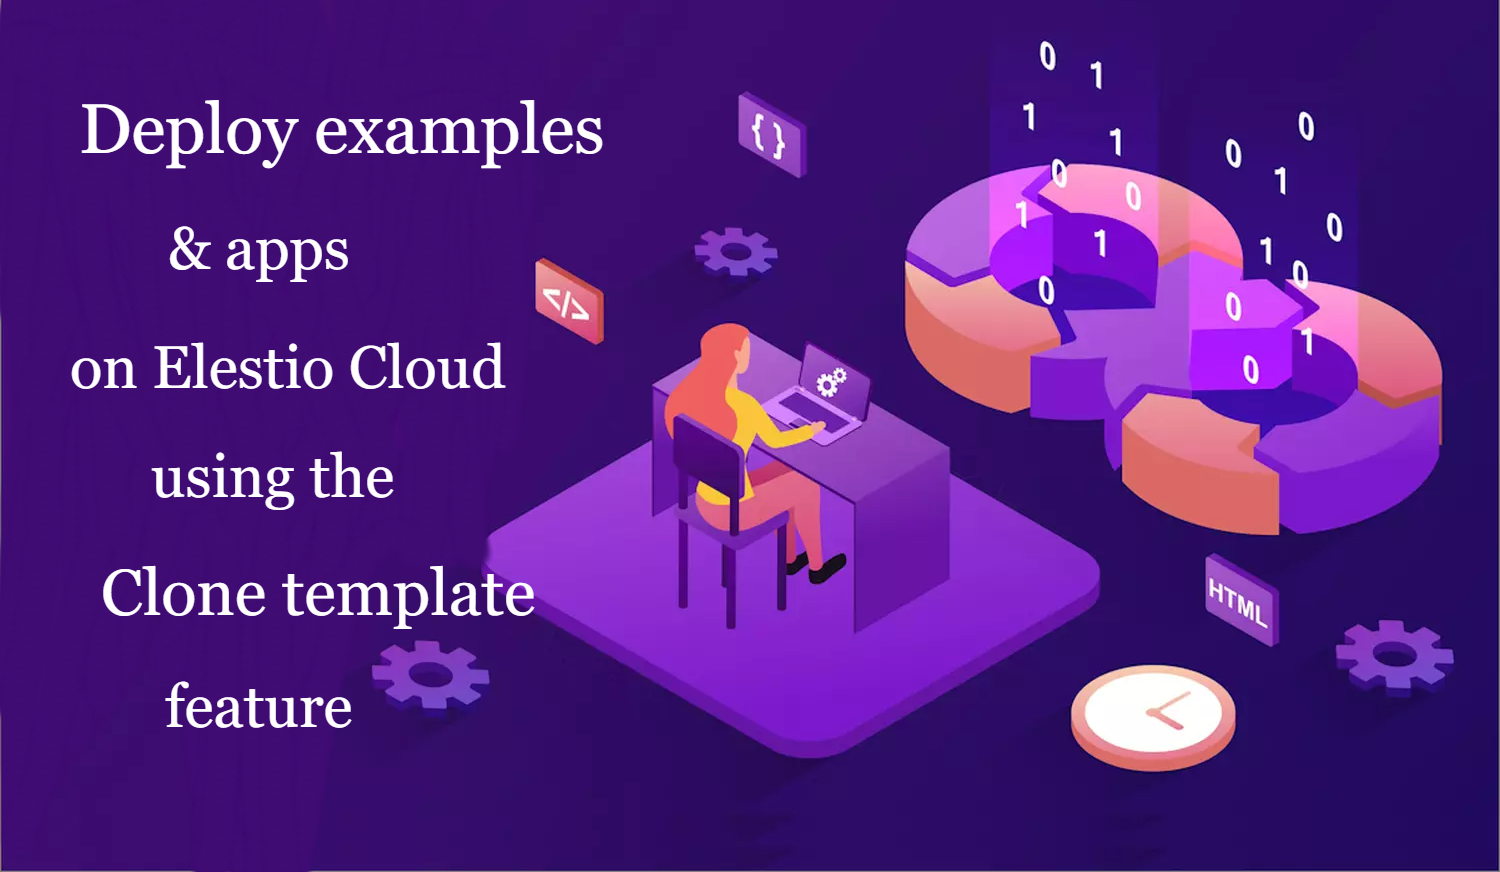 Deploy examples
& apps
on Elestio Cloud
using the
Clone template
feature
{ }
</>
HTML
0
1
1
1
0
0
1
1
0
0
0
1
0
1
0
0
1
0